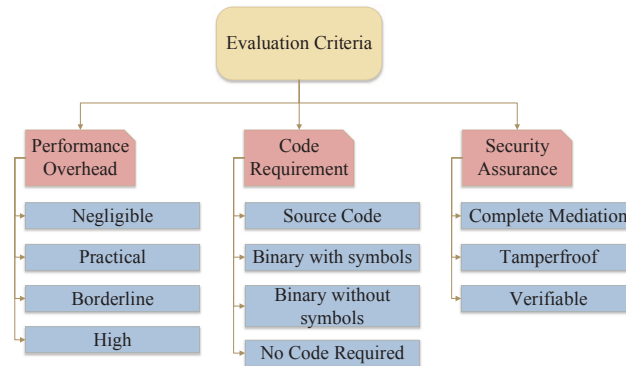 Evaluation Criteria
Performance
Overhead
Negligible
Practical
Borderline
High
Code
Requirement
Source Code
Binary with symbols
Binary without
symbols
No Code Required
Security
Assurance
Complete Mediation
Tamperfroof
Verifiable